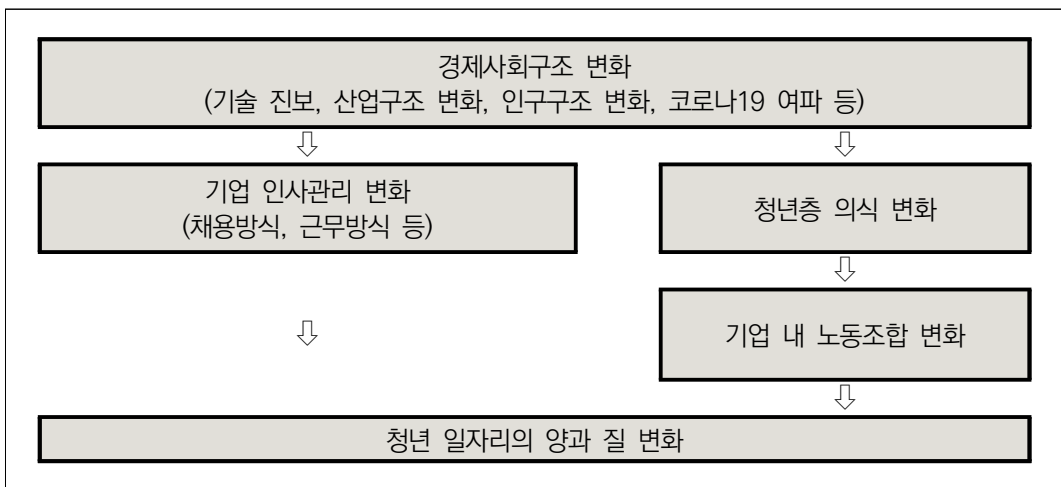 경제사회구조 변화
(기술 진보, 산업구조 변화, 인구구조 변화, 코로나19 여파 등)
⇩ ⇩
기업 인사관리 변화
(채용방식, 근무방식 등)
청년층 의식 변화
⇩
⇩
기업 내 노동조합 변화
⇩
청년 일자리의 양과 질 변화